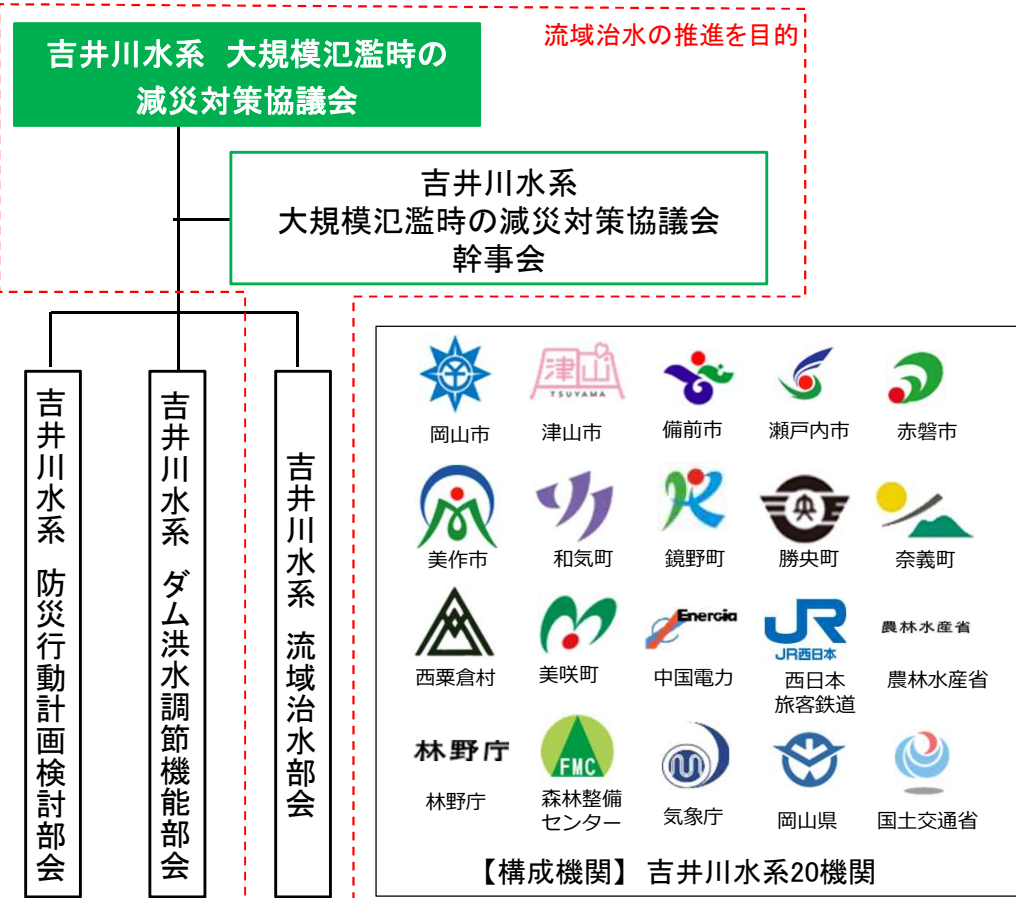 流域治水の推進を目的
吉井川水系 大規模氾濫時の
減災対策協議会
吉井川水系
大規模氾濫時の減災対策協議会
幹事会
吉井川水系 防災行動計画検討部会
吉井川水系 ダム洪水調節機能部会
吉井川水系 流域治水部会
津山
TSUYAMA
岡山市
津山市
備前市
瀬戸内市
赤磐市
央
美作市
和気町
鏡野町
勝央町
奈義町
Energia
JR
JR西日本
農林水産省
西粟倉村
美咲町
中国電力
西日本
旅客鉄道
農林水産省
林野庁
FMC
林野庁
森林整備
センター
気象庁
岡山県
国土交通省
【構成機関】 吉井川水系20機関